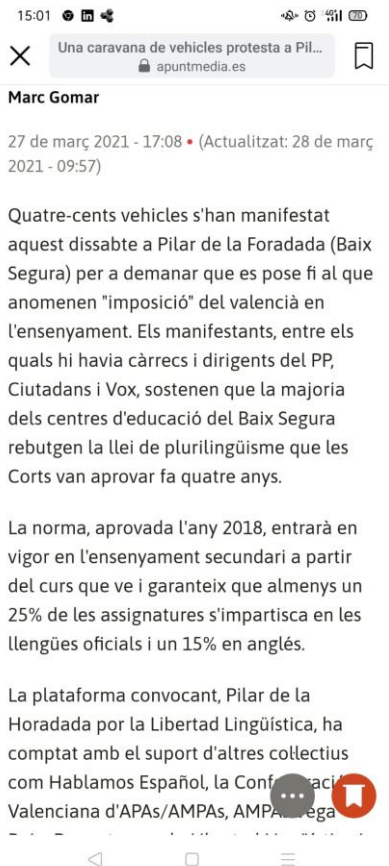 15:01
4G 70
Una caravana de vehicles protesta a Pil...
apuntmedia.es
Marc Gomar
27 de març 2021 - 17:08 • (Actualitzat: 28 de març
2021 - 09:57)
Quatre-cents vehicles s'han manifestat
aquest dissabte a Pilar de la Foradada (Baix
Segura) per a demanar que es pose fi al que
anomenen "imposició" del valencià en
l'ensenyament. Els manifestants, entre els
quals hi havia càrrecs i dirigents del PP,
Ciutadans i Vox, sostenen que la majoria
dels centres d'educació del Baix Segura
rebutgen la llei de plurilingüisme que les
Corts van aprovar fa quatre anys.
La norma, aprovada l'any 2018, entrarà en
vigor en l'ensenyament secundari a partir
del curs que ve i garanteix que almenys un
25% de les assignatures s'impartisca en les
llengües oficials i un 15% en anglés.
La plataforma convocant, Pilar de la
Horadada por la Libertad Lingüística, ha
comptat amb el suport d'altres col·lectius
com Hablamos Español, la
Valenciana d'APAs/AMPAs,